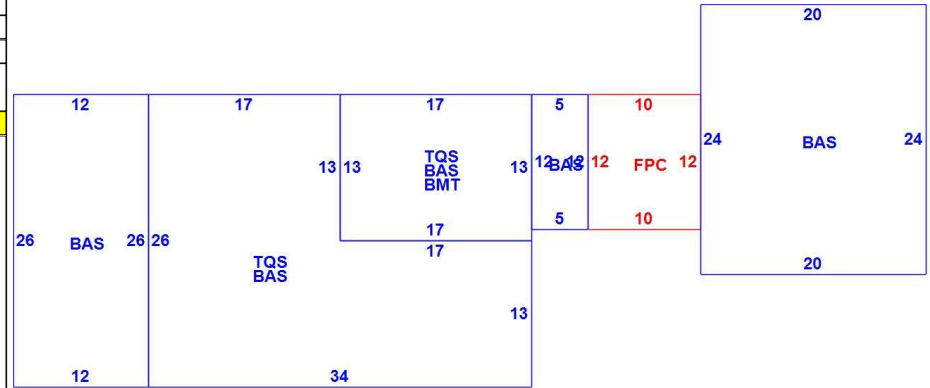 20
12 17 17 5 10
24 BAS 24
13 13 TQS 13 12 BAS 12 12 FPC 12
BAS
BMT
5 10
17
26 BAS 26 26 17
TQS
BAS
20
13
12 34